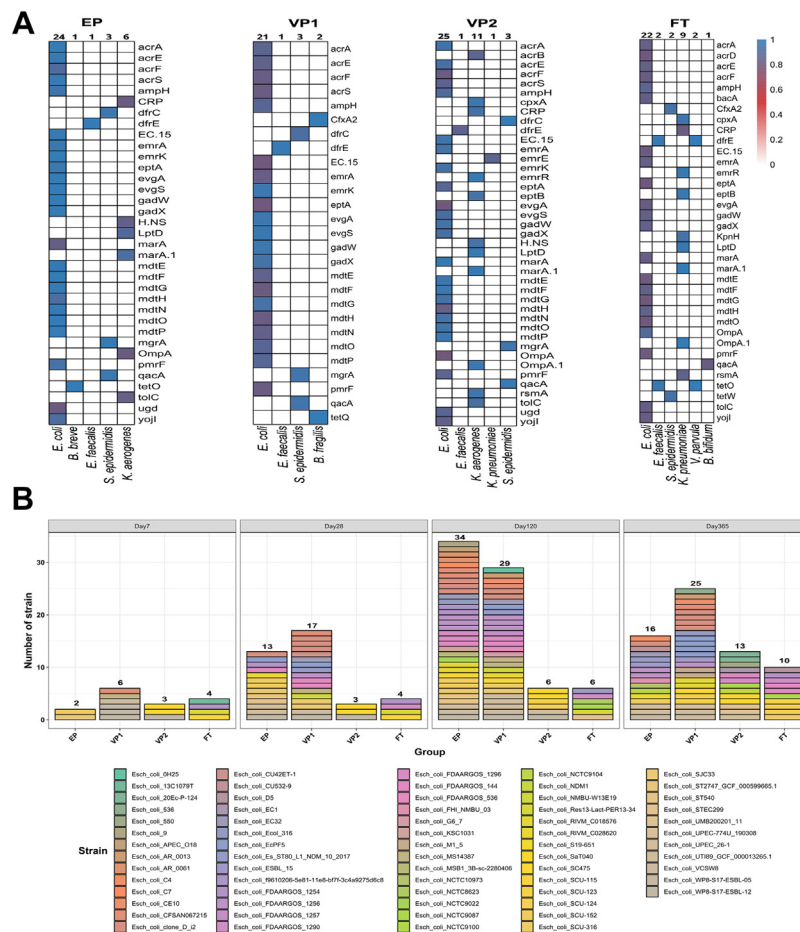 A
EP
24 1 1 3 6
acrA
acrE
acrF
acrS
ampH
CRP
dfrC
dfrE
EC.15
emrA
emrK
eptA
evgA
evgS
gadW
gadX
H.NS
LptD
marA
marA.1
mdtE
mdtF
mdtG
mdtH
mdtN
mdtO
mdtP
mgrA
OmpA
pmrF
qacA
tetO
tolC
ugd
yojI
E. coli
B. breve
E. faecalis
S. epidermidis
K. aerogenes
VP1
21 1 3 2
acrA
acrE
acrF
acrS
ampH
CfxA2
dfrC
dfrE
EC.15
emrA
emrK
eptA
evgA
evgS
gadW
gadX
mdtE
mdtF
mdtG
mdtH
mdtN
mdtO
mdtP
mgrA
pmrF
qacA
tetQ
E. coli
E. faecalis
S. epidermidis
B. fragilis
VP2
25 1 11 1 3
acrA
acrB
acrE
acrF
acrS
ampH
cpxA
CRP
dfrC
dfrE
EC.15
emrA
emrE
emrK
emrR
eptA
eptB
evgA
evgS
gadW
gadX
H.NS
LptD
marA
marA.1
mdtE
mdtF
mdtG
mdtH
mdtN
mdtO
mdtP
mgrA
OmpA
OmpA.1
pmrF
qacA
rsmA
tolC
ugd
yojI
E. coli
E. faecalis
K. aerogenes
K. pneumoniae
S. epidermidis
FT
22 2 2 9 2 1
acrA
acrD
acrE
acrF
ampH
bacA
CfxA2
cpxA
CRP
dfrE
EC.15
emrA
emrR
eptA
eptB
evgA
gadW
gadX
KpnH
LptD
marA
marA.1
mdtE
mdtF
mdtG
mdtH
mdtO
OmpA
OmpA.1
pmrF
qacA
rsmA
tetO
tetW
tolC
yojI
E. coli
E. faecalis
S. epidermidis
K. pneumoniae
V. parvula
B. bifidum
1
0.8
0.6
0.4
0.2
0
B
Day7
Day28
Day120
Day365
Number of strain
30
20
10
0
2 6 3 4
13 17 3 4
34 29 6 6
16 25 13 10
EP VP1 VP2 FT
EP VP1 VP2 FT
EP VP1 VP2 FT
EP VP1 VP2 FT
Group
Strain
Esch_coli_0H25
Esch_coli_13C1079T
Esch_coli_20Ec-P-124
Esch_coli_536
Esch_coli_550
Esch_coli_9
Esch_coli_APEC_O18
Esch_coli_AR_0013
Esch_coli_AR_0061
Esch_coli_C4
Esch_coli_C7
Esch_coli_CE10
Esch_coli_CFSAN067215
Esch_coli_clone_D_i2
Esch_coli_CU42ET-1
Esch_coli_CU532-9
Esch_coli_D5
Esch_coli_EC1
Esch_coli_EC32
Esch_coli_Ecol_316
Esch_coli_EcPF5
Esch_coli_Es_ST80_L1_NDM_10_2017
Esch_coli_ESBL_15
Esch_coli_f9610206-5e81-11e8-bf7f-3c4a9275d6c8
Esch_coli_FDAARGOS_1254
Esch_coli_FDAARGOS_1256
Esch_coli_FDAARGOS_1257
Esch_coli_FDAARGOS_1290
Esch_coli_FDAARGOS_1296
Esch_coli_FDAARGOS_144
Esch_coli_FDAARGOS_536
Esch_coli_FHI_NMBU_03
Esch_coli_G6_7
Esch_coli_KSC1031
Esch_coli_M1_5
Esch_coli_MS14387
Esch_coli_MSB1_3B-sc-2280406
Esch_coli_NCTC10973
Esch_coli_NCTC8623
Esch_coli_NCTC9022
Esch_coli_NCTC9087
Esch_coli_NCTC9100
Esch_coli_NCTC9104
Esch_coli_NDM1
Esch_coli_NMBU-W13E19
Esch_coli_Res13-Lact-PER13-34
Esch_coli_RIVM_C018576
Esch_coli_RIVM_C028620
Esch_coli_S19-651
Esch_coli_SaT040
Esch_coli_SC475
Esch_coli_SCU-115
Esch_coli_SCU-123
Esch_coli_SCU-124
Esch_coli_SCU-152
Esch_coli_SCU-316
Esch_coli_SJC33
Esch_coli_ST2747_GCF_000599665.1
Esch_coli_ST540
Esch_coli_STEC299
Esch_coli_UMB200201_11
Esch_coli_UPEC-774U_190308
Esch_coli_UPEC_26-1
Esch_coli_UTI89_GCF_000013265.1
Esch_coli_VCSW8
Esch_coli_WP8-S17-ESBL-05
Esch_coli_WP8-S17-ESBL-12